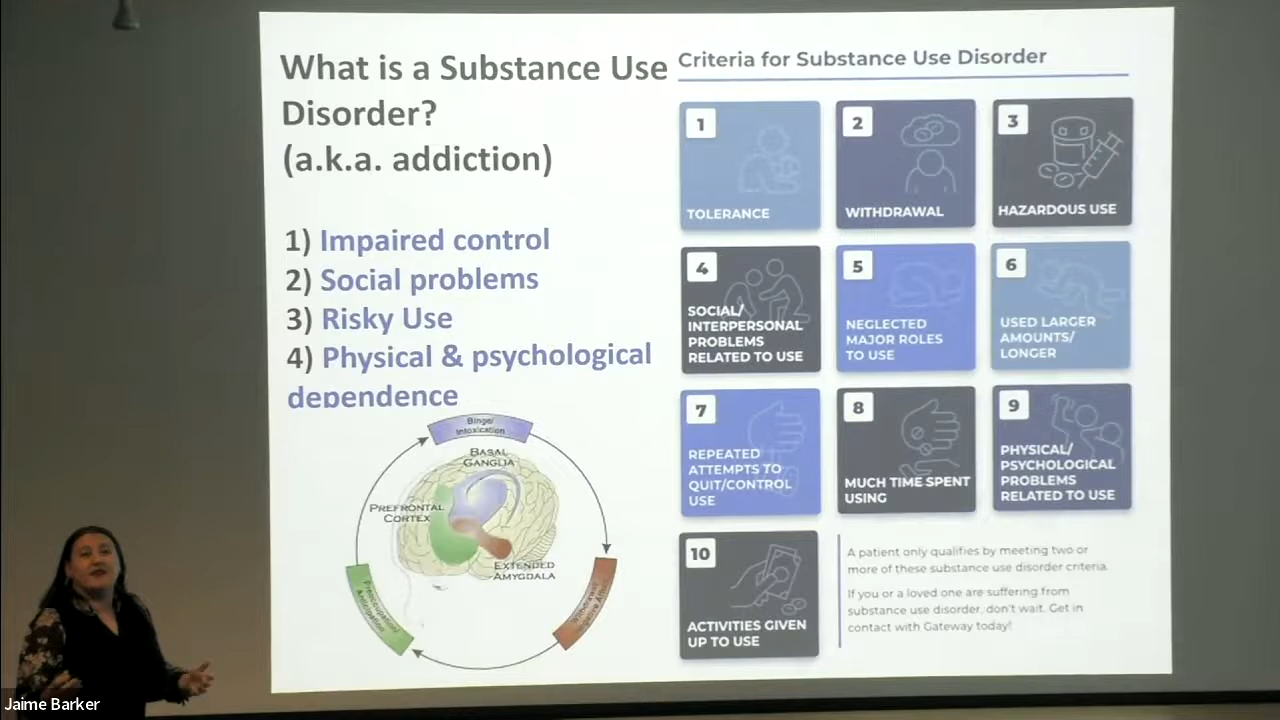 What is a Substance Use
Disorder?
(a.k.a. addiction)
1) Impaired control
2) Social problems
3) Risky Use
4) Physical & psychological
dependence
Binge/
Intoxication
BASAL
GANGLIA
PREFRONTAL
CORTEX
EXTENDED
AMYGDALA
Preoccupation/
Anticipation
Withdrawal/
Negative Affect
Criteria for Substance Use Disorder
1
TOLERANCE
2
WITHDRAWAL
3
HAZARDOUS USE
4
SOCIAL/
INTERPERSONAL
PROBLEMS
RELATED TO USE
5
NEGLECTED
MAJOR ROLES
TO USE
6
USED LARGER
AMOUNTS/
LONGER
7
REPEATED
ATTEMPTS TO
QUIT/CONTROL
USE
8
MUCH TIME SPENT
USING
9
PHYSICAL/
PSYCHOLOGICAL
PROBLEMS
RELATED TO USE
10
ACTIVITIES GIVEN
UP TO USE
A patient only qualifies by meeting two or
more of these substance use disorder criteria.
If you or a loved one are suffering from
substance use disorder, don't wait. Get in
contact with Gateway today!
Jaime Barker